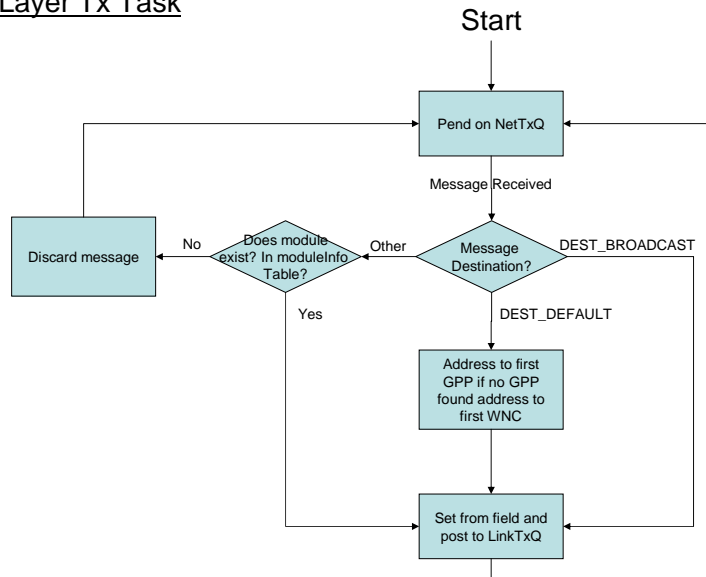 Layer Tx Task
Start
Pend on NetTxQ
Message Received
Discard message
No
Does module
exist? In moduleInfo
Table?
Other
Message
Destination?
DEST_BROADCAST
Yes
DEST_DEFAULT
Address to first
GPP if no GPP
found address to
first WNC
Set from field and
post to LinkTxQ